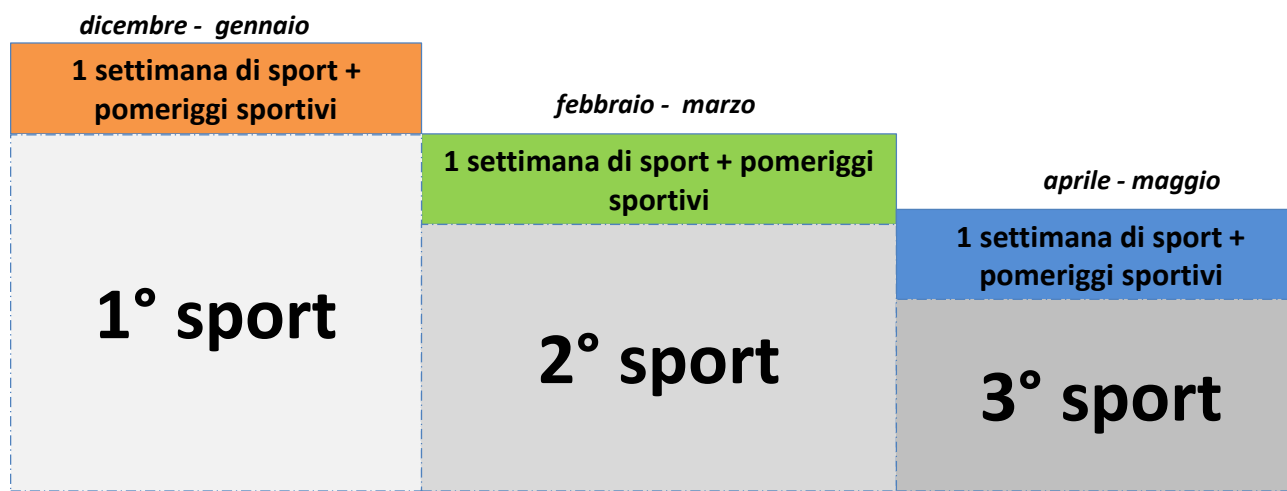 dicembre - gennaio
1 settimana di sport +
pomeriggi sportivi
1° sport
febbraio - marzo
1 settimana di sport + pomeriggi
sportivi
2° sport
aprile - maggio
1 settimana di sport +
pomeriggi sportivi
3° sport